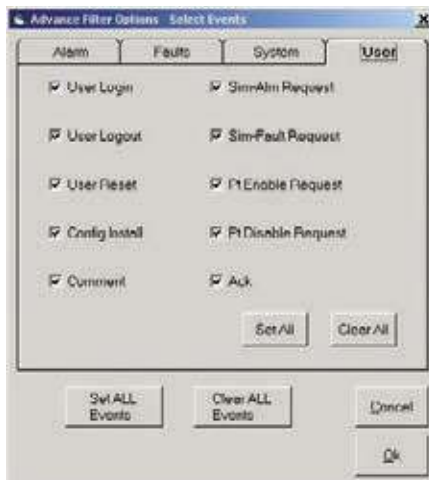 Advance Filter Options - Select Events
Alarm Faults System User
User Login Sim-Alm Request
User Logout Sim-Fault Request
User Reset Pt Enable Request
Config Install Pt Disable Request
Comment Ack
Set All Clear All
Set ALL Events Clear ALL Events Cancel
Ok